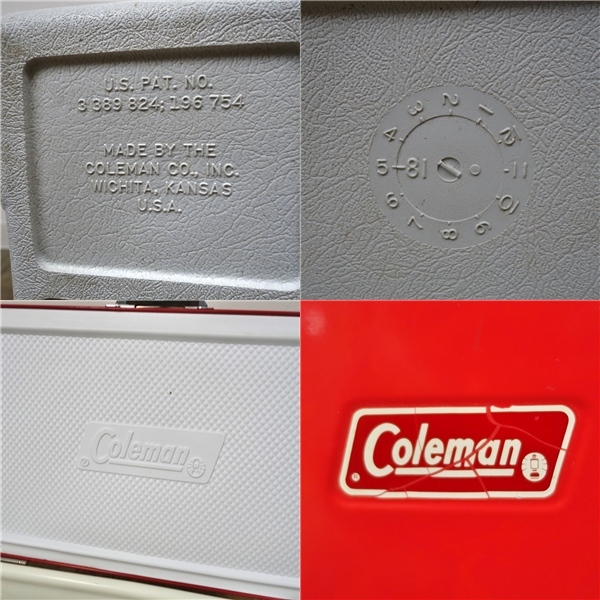 U.S. PAT. NO.
3 389 824; 196 754
MADE BY THE
COLEMAN CO., INC.
WICHITA, KANSAS
U.S.A.
12
1
2
3
4
5-81 -11
10
9
8
7
6
Coleman
Coleman